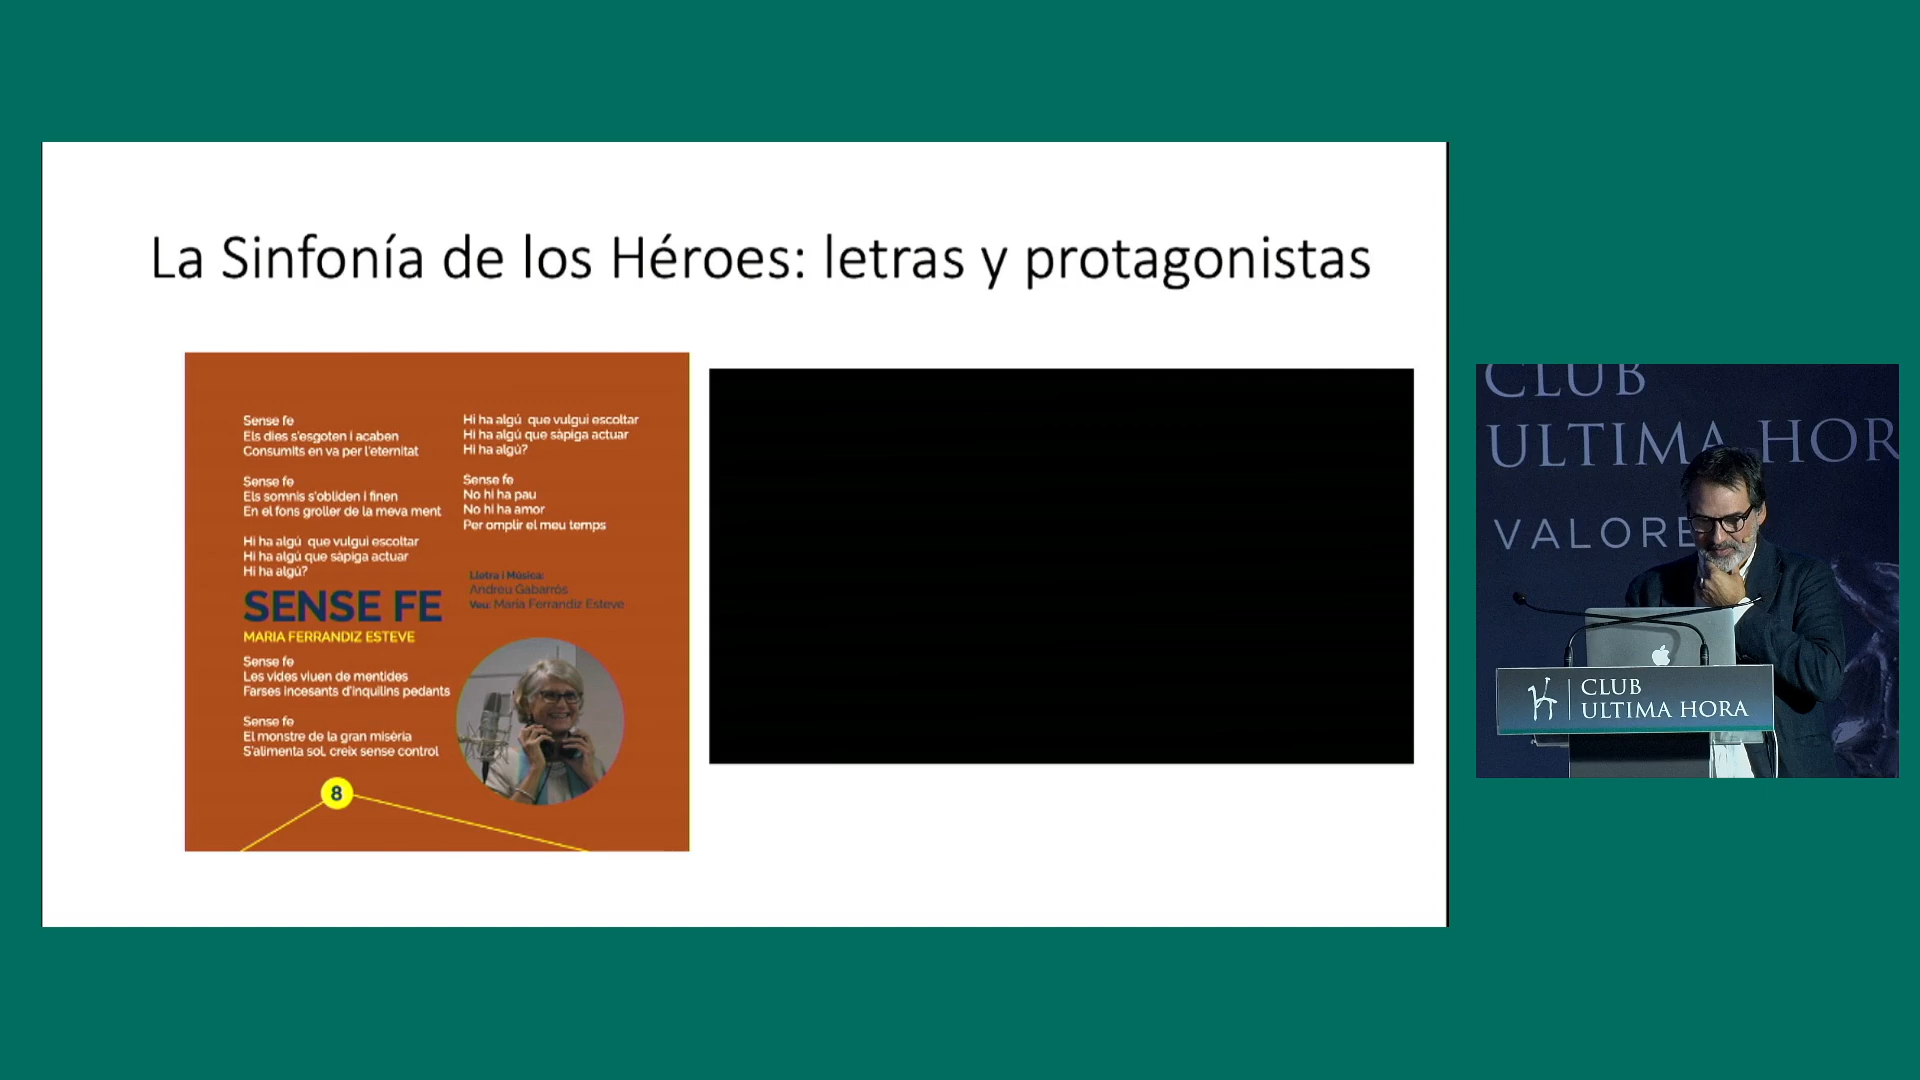 La Sinfonía de los Héroes: letras y protagonistas
Sense fe
Els dies s'esgoten i acaben
Consumits en va per l'eternitat
Sense fe
Els somnis s'obliden i finen
En el fons groller de la meva ment
Hi ha algú que vulgui escoltar
Hi ha algú que sàpiga actuar
Hi ha algú?
SENSE FE
MARIA FERRANDIZ ESTEVE
Sense fe
Les vides viuen de mentides
Farses incesants d'inquilins pedants
Sense fe
El monstre de la gran misèria
S'alimenta sol, creix sense control
Hi ha algú que vulgui escoltar
Hi ha algú que sàpiga actuar
Hi ha algú?
Sense fe
No hi ha pau
No hi ha amor
Per omplir el meu temps
Lletra i Música:
Andreu Gabarrós
Veu: Maria Ferrandiz Esteve
8
CLUB
ULTIMA HOR
VALORE
CLUB
ULTIMA HORA